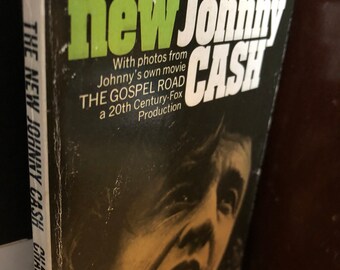 new Johnny
CASH
With photos from
Johnny's own movie
THE GOSPEL ROAD
a 20th Century-Fox
Production
THE NEW JOHNNY CASH